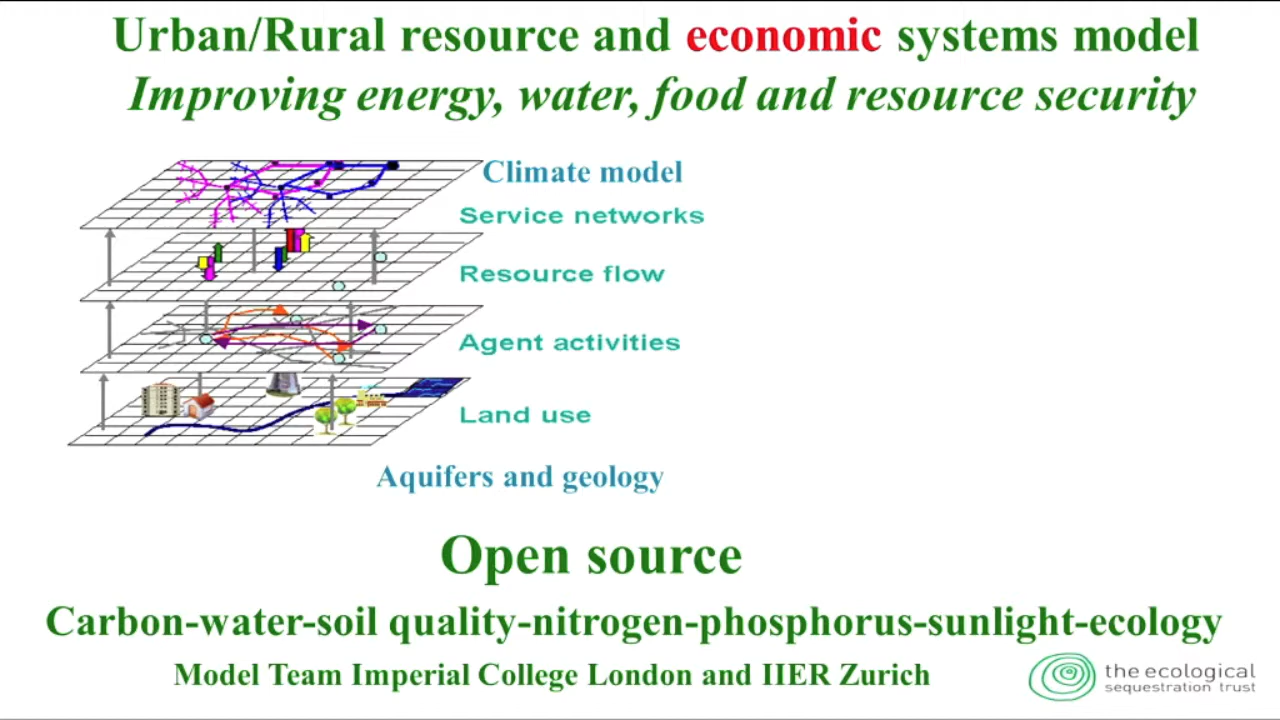 Urban/Rural resource and economic systems model
Improving energy, water, food and resource security
Climate model
Service networks
Resource flow
Agent activities
Land use
Aquifers and geology
Open source
Carbon-water-soil quality-nitrogen-phosphorus-sunlight-ecology
Model Team Imperial College London and IIER Zurich
the ecological
sequestration trust